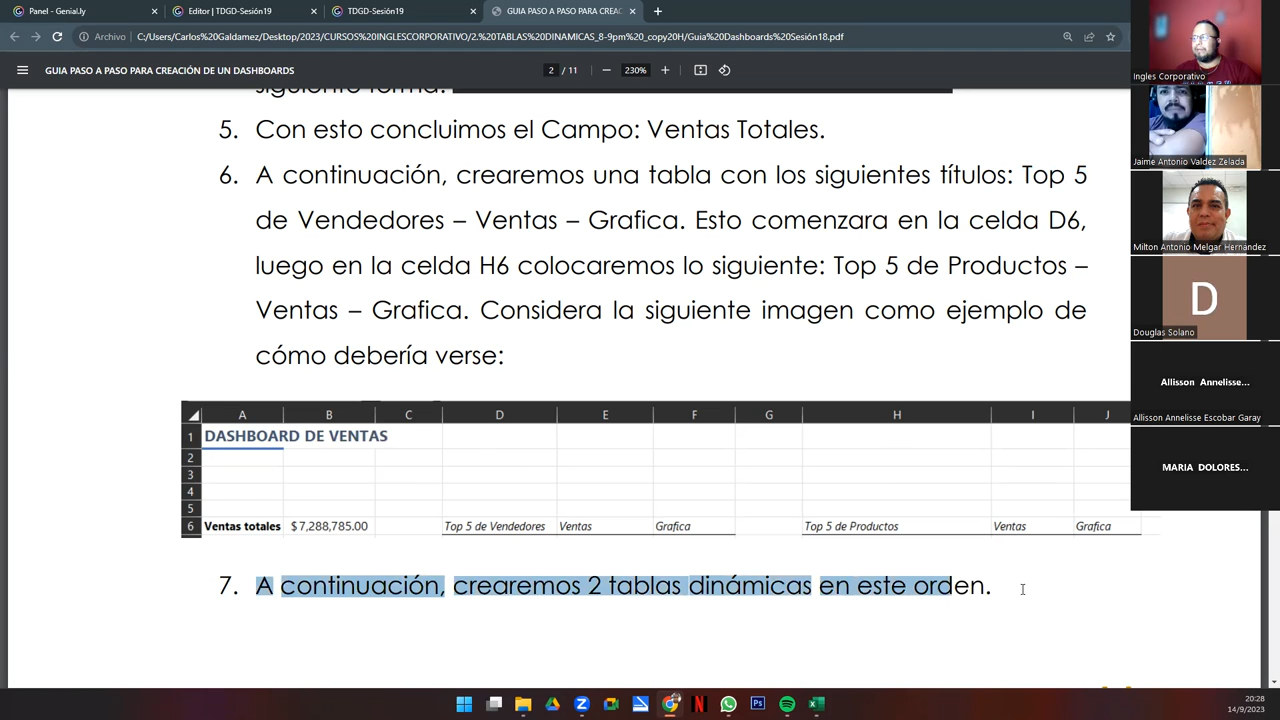 Panel - Genial.ly
Editor | TDGD-Sesión19
TDGD-Sesión19
GUIA PASO A PASO PARA CREAC
Archivo
C:/Users/Carlos%20Galdamez/Desktop/2023/CURSOS%20INGLESCORPORATIVO/2.%20TABLAS%20DINAMICAS_8-9pm%20_copy20H/Guia%20Dashboards%20Sesión18.pdf
GUIA PASO A PASO PARA CREACIÓN DE UN DASHBOARDS
2 / 11
230%
siguiente forma:
5. Con esto concluimos el Campo: Ventas Totales.
6. A continuación, crearemos una tabla con los siguientes títulos: Top 5
de Vendedores – Ventas – Grafica. Esto comenzara en la celda D6,
luego en la celda H6 colocaremos lo siguiente: Top 5 de Productos –
Ventas – Grafica. Considera la siguiente imagen como ejemplo de
cómo debería verse:
A B C D E F G H I J
1 DASHBOARD DE VENTAS
2
3
4
5
6 Ventas totales $7,288,785.00 Top 5 de Vendedores Ventas Grafica Top 5 de Productos Ventas Grafica
7. A continuación, crearemos 2 tablas dinámicas en este orden.
Ingles Corporativo
Jaime Antonio Valdez Zelada
Milton Antonio Melgar Hernandez
D
Douglas Solano
Allisson Annelisse...
Allisson Annelisse Escobar Garay
MARIA DOLORES...
20:28
14/9/2023